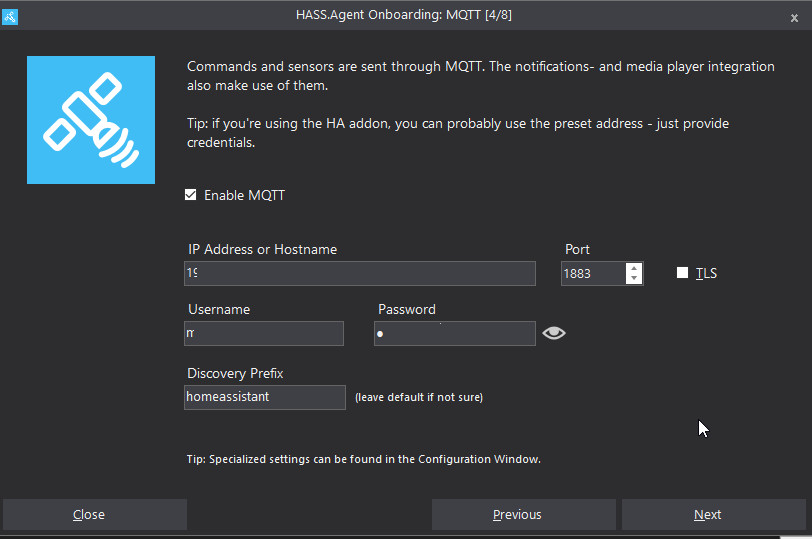 HASS.Agent Onboarding: MQTT [4/8]
x
Commands and sensors are sent through MQTT. The notifications- and media player integration
also make use of them.
Tip: if you're using the HA addon, you can probably use the preset address - just provide
credentials.
Enable MQTT
IP Address or Hostname
Port
19
1883
TLS
Username
Password
Discovery Prefix
homeassistant
(leave default if not sure)
Tip: Specialized settings can be found in the Configuration Window.
Close
Previous
Next